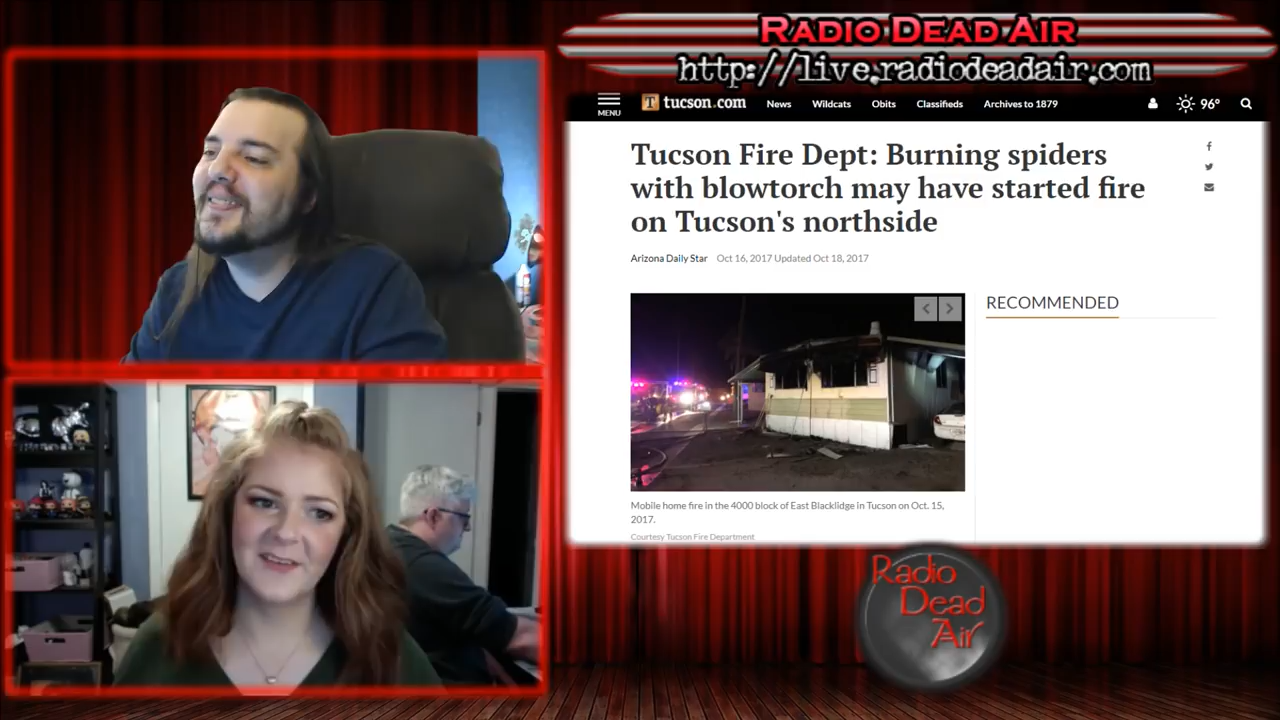 RADIO DEAD AIR
http://live.radiodeadair.com
MENU
T tucson.com News Wildcats Obits Classifieds Archives to 1879 96°
Tucson Fire Dept: Burning spiders
with blowtorch may have started fire
on Tucson's northside
Arizona Daily Star Oct 16, 2017 Updated Oct 18, 2017
RECOMMENDED
Mobile home fire in the 4000 block of East Blacklidge in Tucson on Oct. 15,
2017.
Courtesy Tucson Fire Department
Radio
Dead
Air